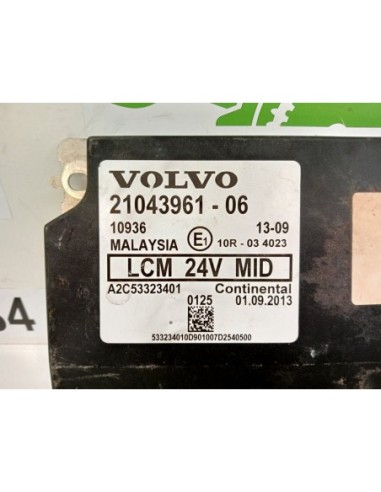 VOLVO
21043961 - 06
10936 13-09
MALAYSIA E1 10R - 03 4023
LCM 24V MID
A2C53323401 Continental
0125 01.09.2013
533234010D901007D2540500